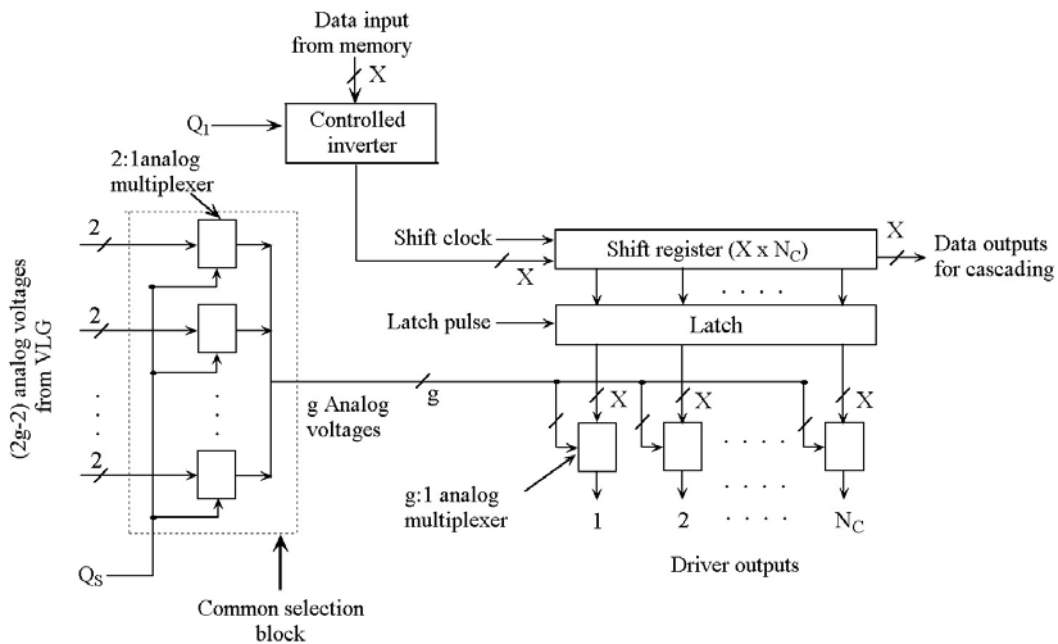 Data input
from memory
X
Q1
Controlled
inverter
2:1analog
multiplexer
2
Shift clock
X
Shift register (X x NC)
X
Data outputs
for cascading
. . . .
2
Latch pulse
Latch
(2g-2) analog voltages
from VLG
g
g Analog
voltages
X
X
X
2
g:1 analog
multiplexer
1
2
. . . .
NC
QS
Driver outputs
Common selection
block